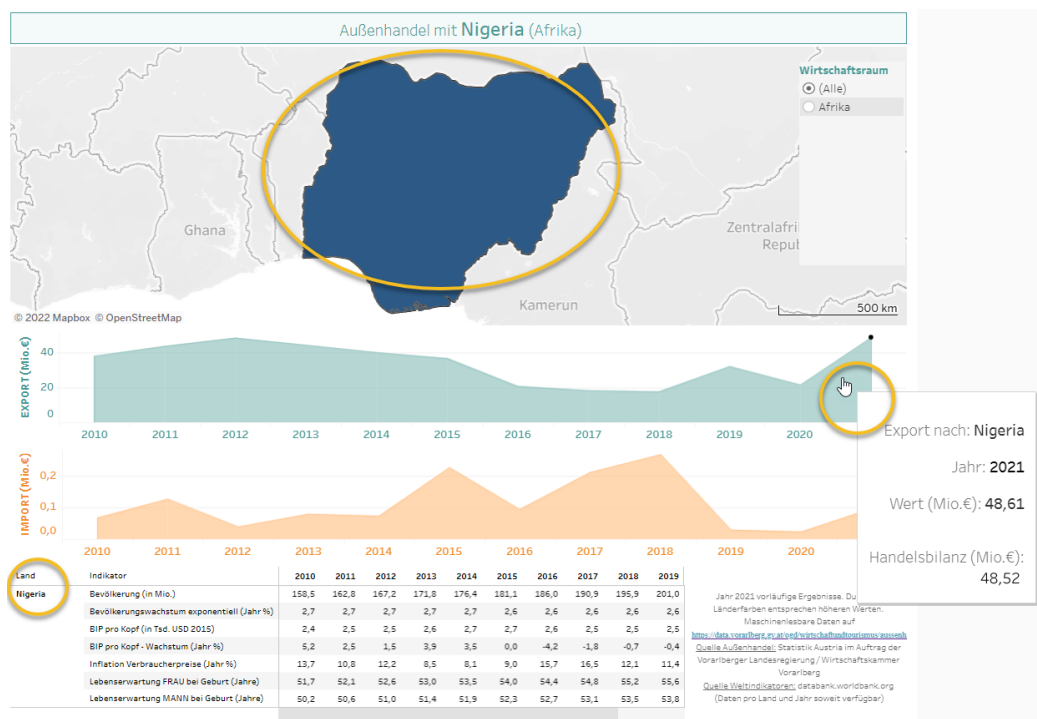 Außenhandel mit Nigeria (Afrika)
Wirtschaftsraum
(Alle)
Afrika
Ghana
Zentralafri
Repub
Kamerun
500 km
© 2022 Mapbox © OpenStreetMap
EXPORT (Mio.€)
40
20
0
2010 2011 2012 2013 2014 2015 2016 2017 2018 2019 2020
Export nach: Nigeria
Jahr: 2021
Wert (Mio.€): 48,61
Handelsbilanz (Mio.€):
48,52
IMPORT (Mio.€)
0,2
0,1
0,0
2010 2011 2012 2013 2014 2015 2016 2017 2018 2019 2020
Land Indikator 2010 2011 2012 2013 2014 2015 2016 2017 2018 2019
Nigeria Bevölkerung (in Mio.) 158,5 162,8 167,2 171,8 176,4 181,1 186,0 190,9 195,9 201,0
Bevölkerungswachstum exponentiell (Jahr %) 2,7 2,7 2,7 2,7 2,7 2,6 2,6 2,6 2,6 2,6
BIP pro Kopf (in Tsd. USD 2015) 2,4 2,5 2,5 2,6 2,7 2,7 2,6 2,5 2,5 2,5
BIP pro Kopf - Wachstum (Jahr %) 5,2 2,5 1,5 3,9 3,5 0,0 -4,2 -1,8 -0,7 -0,4
Inflation Verbraucherpreise (Jahr %) 13,7 10,8 12,2 8,5 8,1 9,0 15,7 16,5 12,1 11,4
Lebenserwartung FRAU bei Geburt (Jahre) 51,7 52,1 52,6 53,0 53,5 54,0 54,4 54,8 55,2 55,6
Lebenserwartung MANN bei Geburt (Jahre) 50,2 50,6 51,0 51,4 51,9 52,3 52,7 53,1 53,5 53,8
Jahr 2021 vorläufige Ergebnisse. Du
Länderfarben entsprechen höheren Werten.
Maschinenlesbare Daten auf
https://data.vorarlberg.gv.at/ogd/wirtschaftundtourismus/aussenh
Quelle Außenhandel: Statistik Austria im Auftrag der
Vorarlberger Landesregierung / Wirtschaftskammer
Vorarlberg
Quelle Weltindikatoren: databank.worldbank.org
(Daten pro Land und Jahr soweit verfügbar)